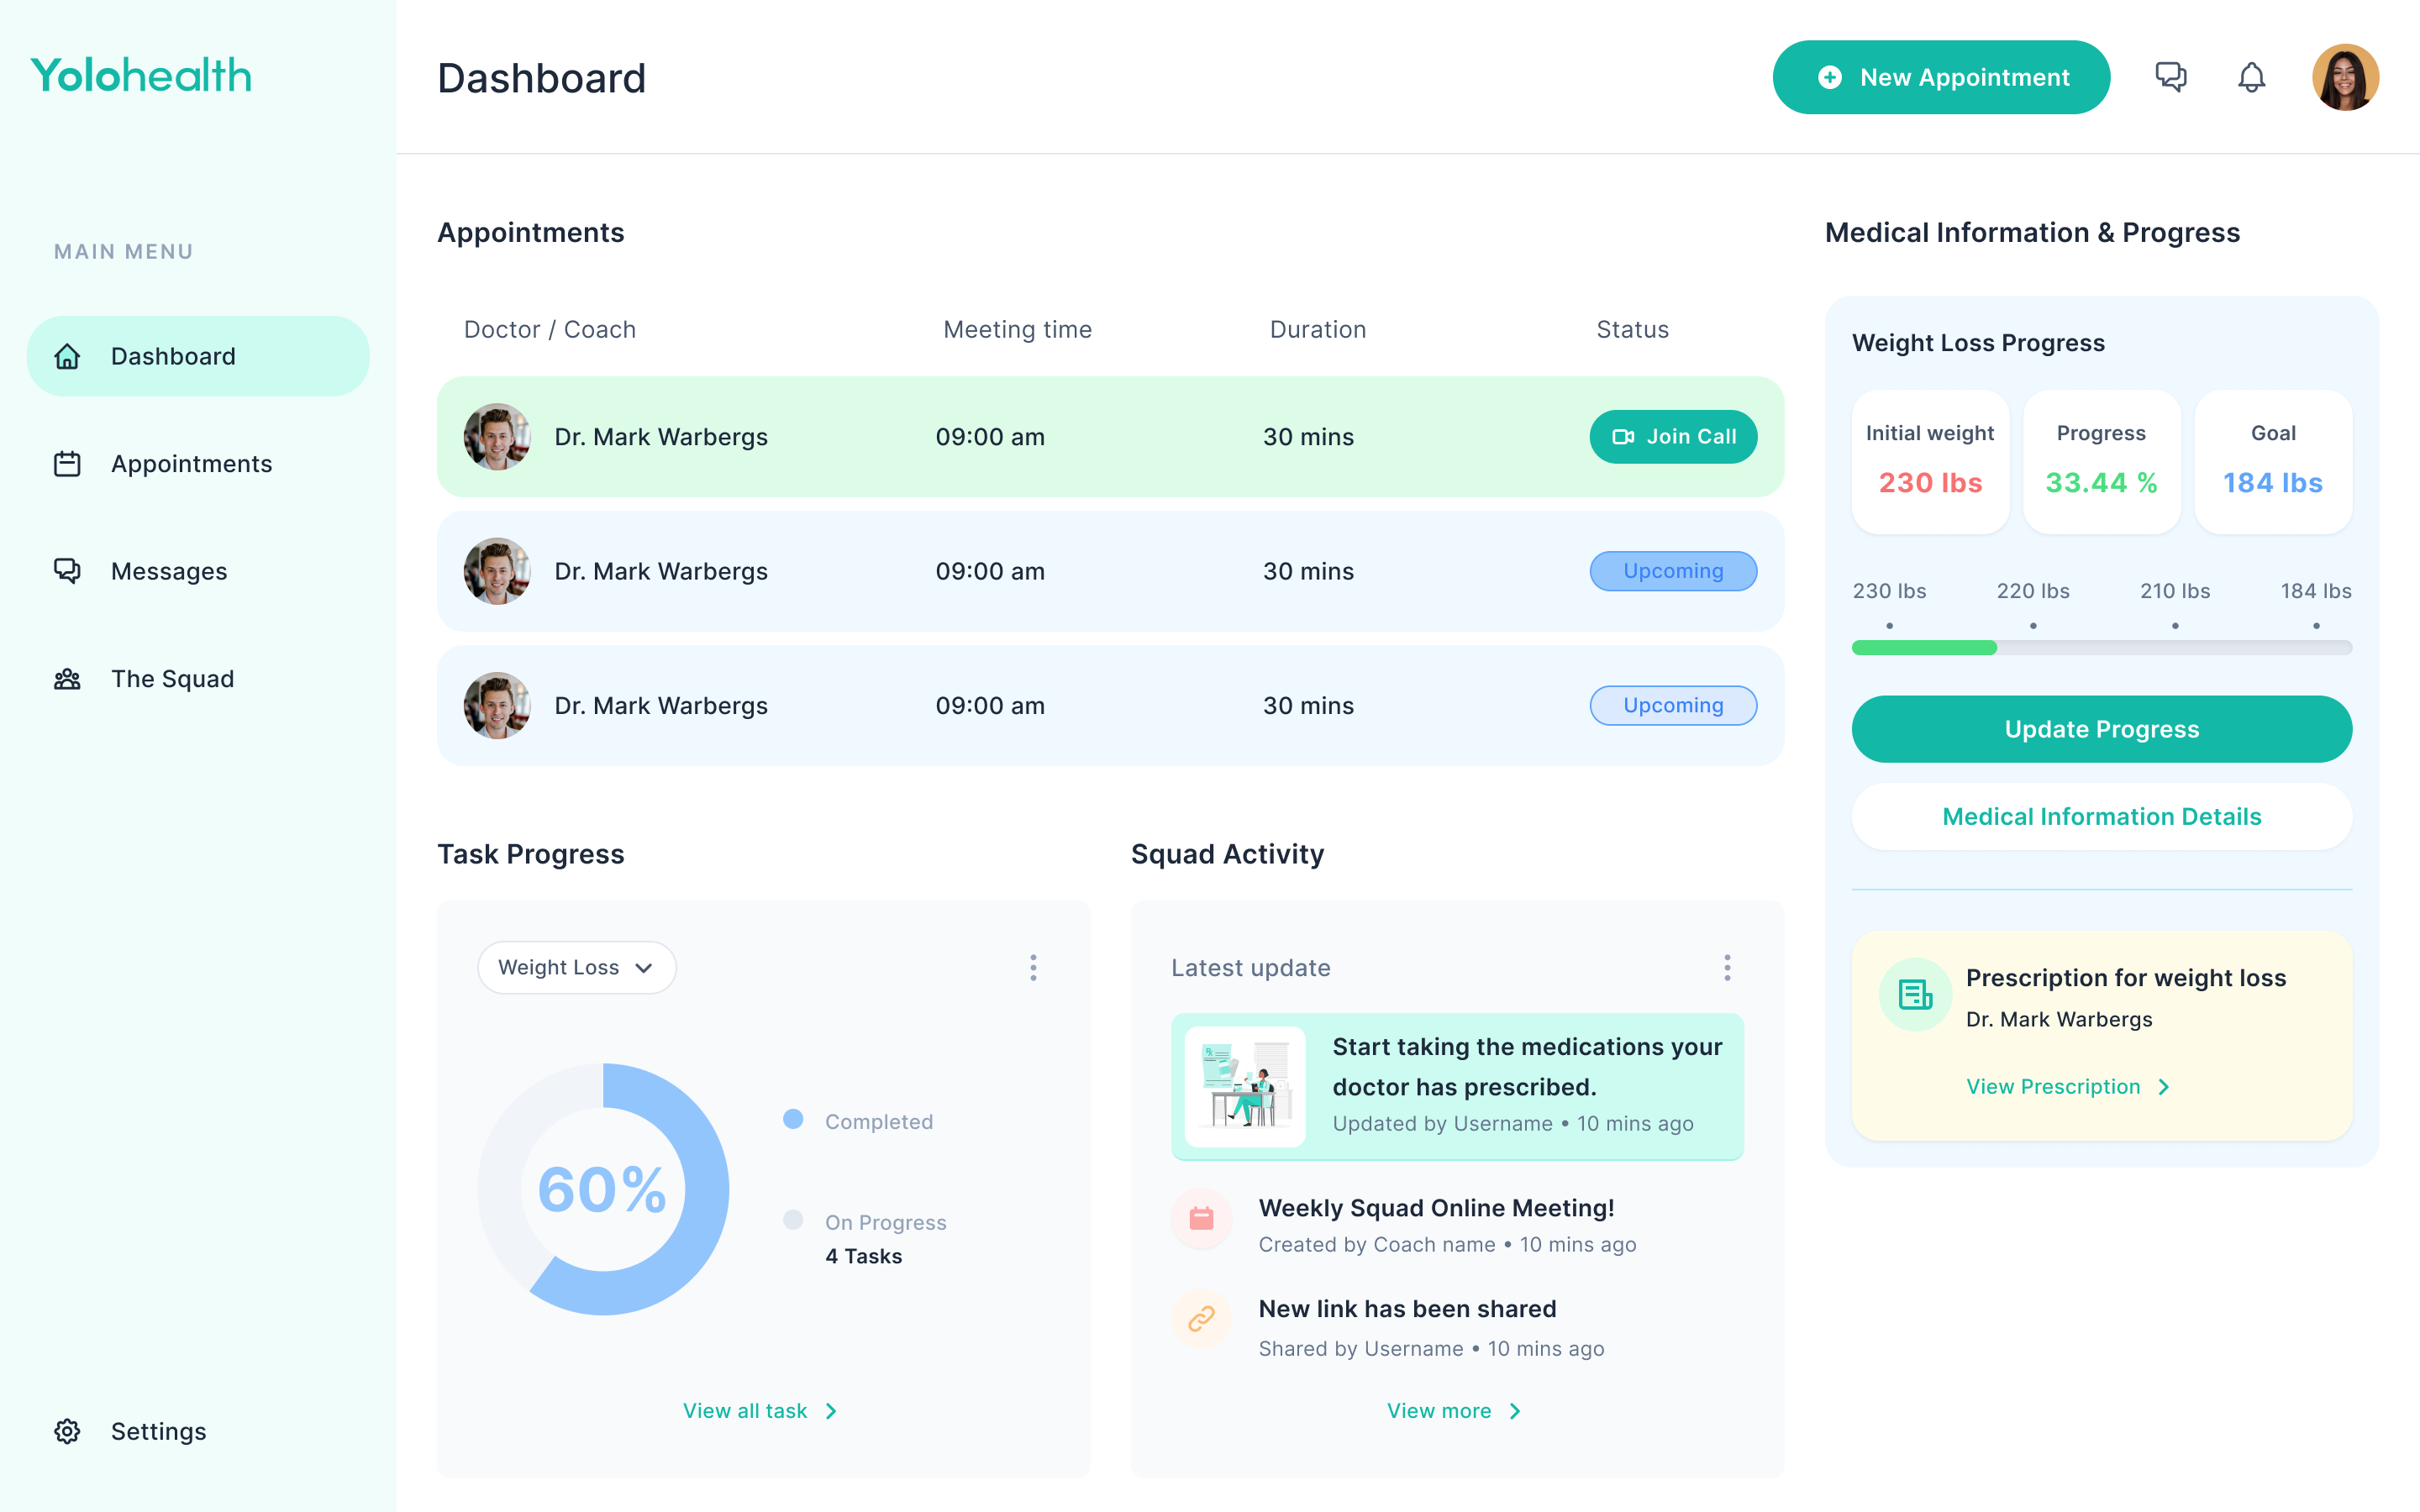 Yolohealth
MAIN MENU
Dashboard
Appointments
Messages
The Squad
Settings
Dashboard
New Appointment
Appointments
Doctor / Coach
Meeting time
Duration
Status
Dr. Mark Warbergs
09:00 am
30 mins
Join Call
Dr. Mark Warbergs
09:00 am
30 mins
Upcoming
Dr. Mark Warbergs
09:00 am
30 mins
Upcoming
Task Progress
Weight Loss
60%
Completed
On Progress
4 Tasks
View all task
Squad Activity
Latest update
Start taking the medications your
doctor has prescribed.
Updated by Username • 10 mins ago
Weekly Squad Online Meeting!
Created by Coach name • 10 mins ago
New link has been shared
Shared by Username • 10 mins ago
View more
Medical Information & Progress
Weight Loss Progress
Initial weight
230 lbs
Progress
33.44 %
Goal
184 lbs
230 lbs
220 lbs
210 lbs
184 lbs
Update Progress
Medical Information Details
Prescription for weight loss
Dr. Mark Warbergs
View Prescription